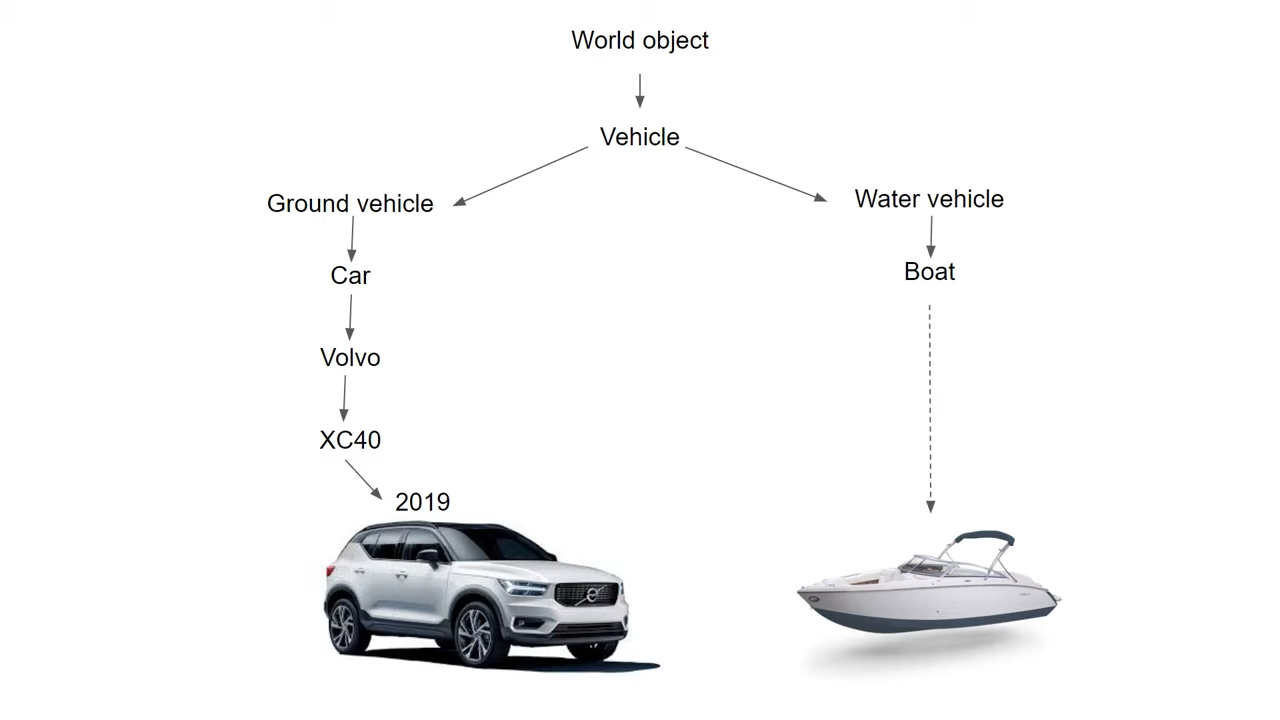 World object
Vehicle
Ground vehicle
Water vehicle
Car
Boat
Volvo
XC40
2019